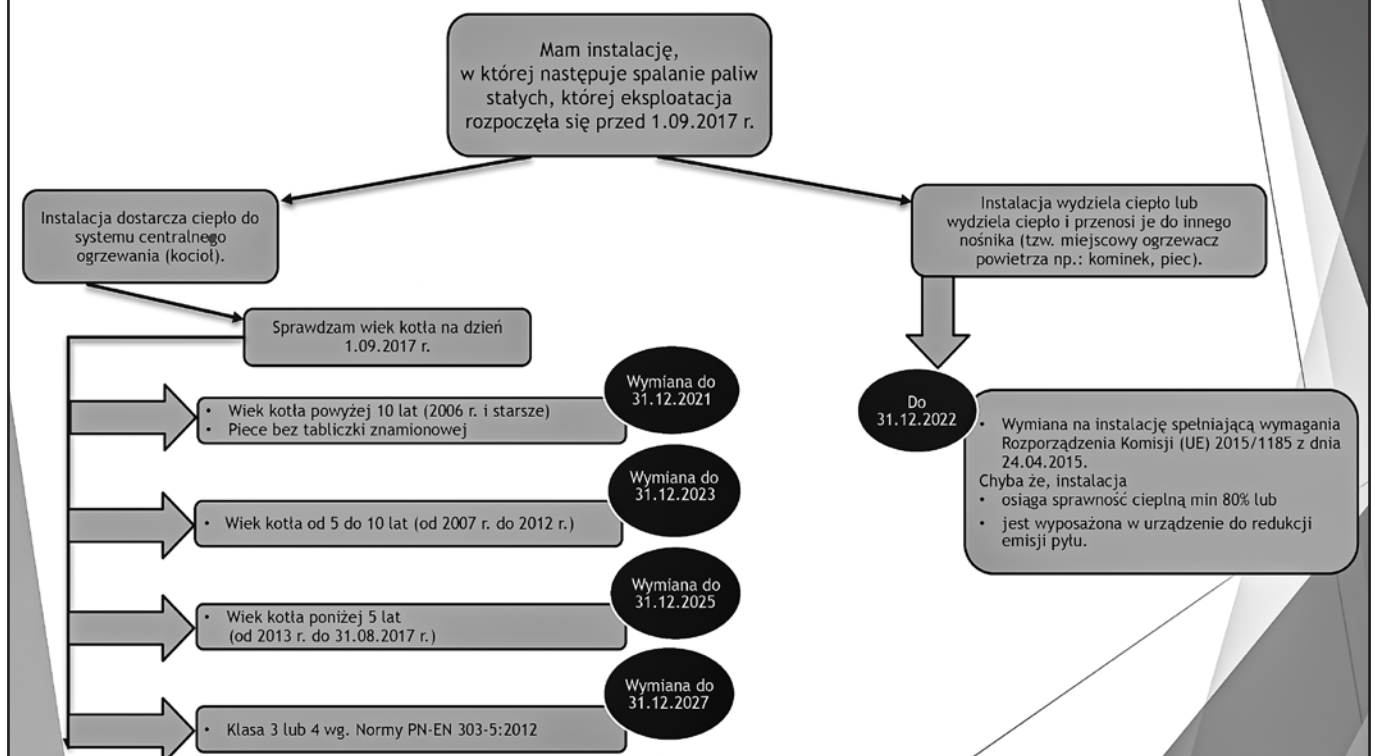 Mam instalację,
w której następuje spalanie paliw
stałych, której eksploatacja
rozpoczęła się przed 1.09.2017 r.
Instalacja dostarcza ciepło do
systemu centralnego
ogrzewania (kocioł).
Instalacja wydziela ciepło lub
wydziela ciepło i przenosi je do innego
nośnika (tzw. miejscowy ogrzewacz
powietrza np.: kominek, piec).
Sprawdzam wiek kotła na dzień
1.09.2017 r.
Wymiana do
31.12.2021
• Wiek kotła powyżej 10 lat (2006 r. i starsze)
• Piece bez tabliczki znamionowej
Do
31.12.2022
• Wymiana na instalację spełniającą wymagania
Rozporządzenia Komisji (UE) 2015/1185 z dnia
24.04.2015.
Chyba że, instalacja
• osiąga sprawność cieplną min 80% lub
• jest wyposażona w urządzenie do redukcji
emisji pyłu.
Wymiana do
31.12.2023
• Wiek kotła od 5 do 10 lat (od 2007 r. do 2012 r.)
Wymiana do
31.12.2025
• Wiek kotła poniżej 5 lat
(od 2013 r. do 31.08.2017 r.)
Wymiana do
31.12.2027
• Klasa 3 lub 4 wg. Normy PN-EN 303-5:2012